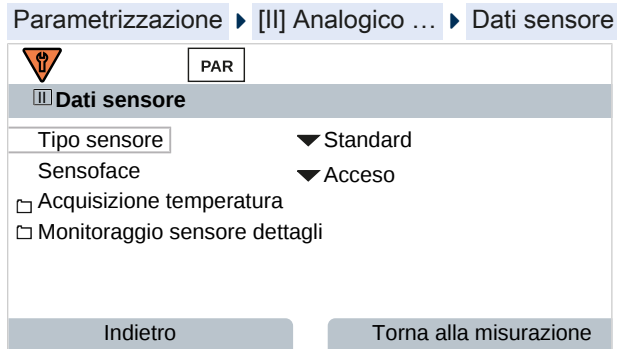 Parametrizzazione ▸ [II] Analogico … ▸ Dati sensore
PAR
II Dati sensore
Tipo sensore Standard
Sensoface Acceso
Acquisizione temperatura
Monitoraggio sensore dettagli
Indietro Torna alla misurazione